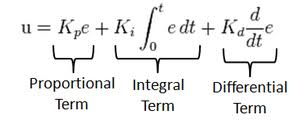 u = K_p e + K_i ∫_0^t e dt + K_d d/dt e
Proportional Term
Integral Term
Differential Term